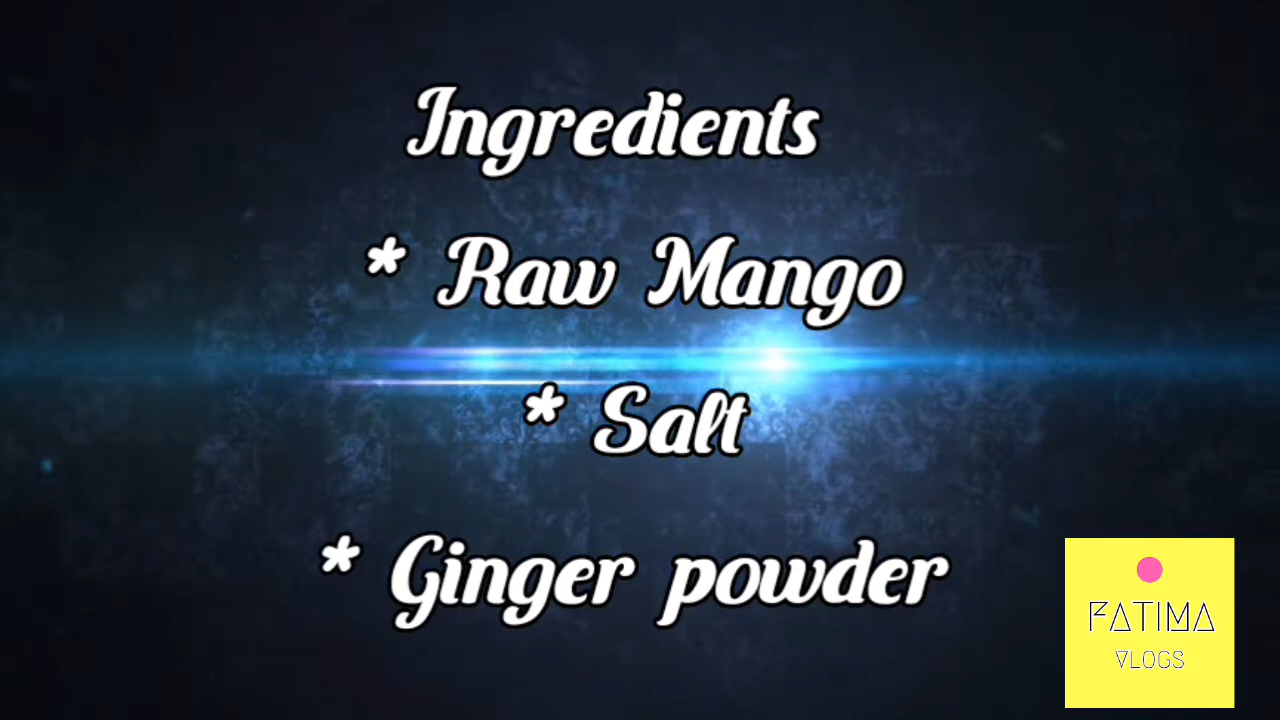 Ingredients
* Raw Mango
* Salt
* Ginger powder
FATIMA
VLOGS